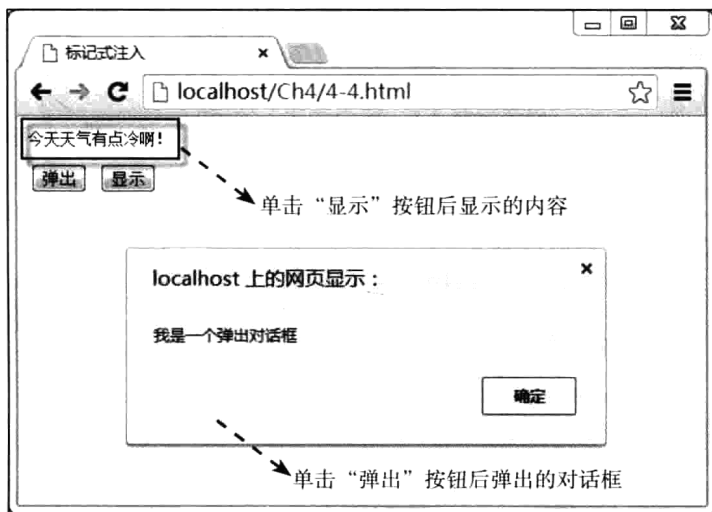 标记式注入
localhost/Ch4/4-4.html
今天天气有点冷啊！
弹出 显示
单击“显示”按钮后显示的内容
localhost 上的网页显示：
我是一个弹出对话框
确定
单击“弹出”按钮后弹出的对话框